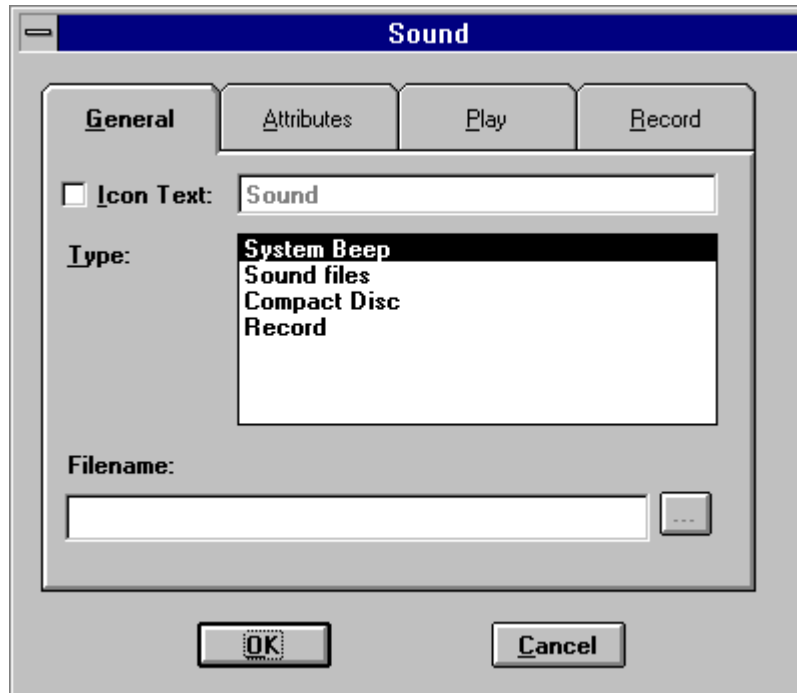 Sound
General Attributes Play Record
Icon Text: Sound
Type: System Beep
Sound files
Compact Disc
Record
Filename:
...
OK Cancel